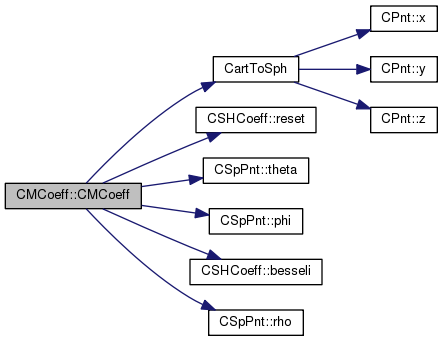 CPnt::x
CartToSph
CPnt::y
CPnt::z
CSHCoeff::reset
CSpPnt::theta
CMCoeff::CMCoeff
CSpPnt::phi
CSHCoeff::besseli
CSpPnt::rho